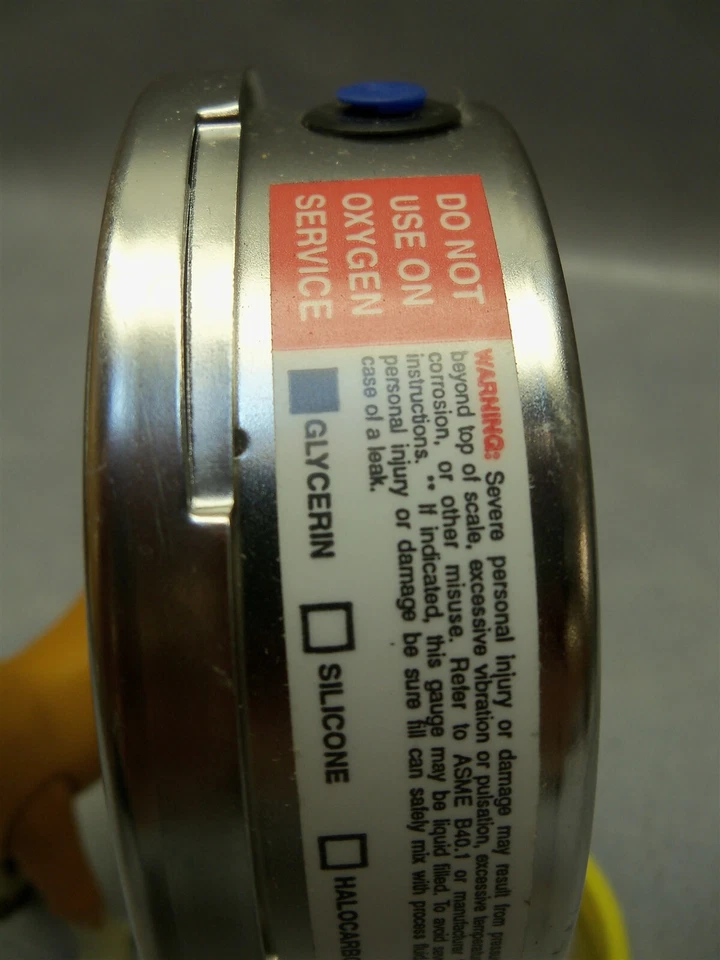 DO NOT
USE ON
OXYGEN
SERVICE
WARNING: Severe personal injury or damage may result from
beyond top of scale, excessive vibration or pulsation, excessive
corrosion, or other misuse. Refer to ASME B40.1 or manufacturer
instructions. ** If indicated, this gauge may be liquid filled. To avoid
personal injury or damage be sure fill can safely mix with process
case of a leak.
GLYCERIN SILICONE